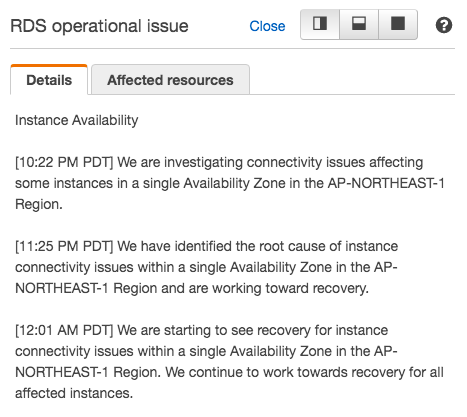 RDS operational issue
Close
Details
Affected resources
Instance Availability
[10:22 PM PDT] We are investigating connectivity issues affecting
some instances in a single Availability Zone in the AP-NORTHEAST-1
Region.
[11:25 PM PDT] We have identified the root cause of instance
connectivity issues within a single Availability Zone in the AP-
NORTHEAST-1 Region and are working toward recovery.
[12:01 AM PDT] We are starting to see recovery for instance
connectivity issues within a single Availability Zone in the AP-
NORTHEAST-1 Region. We continue to work towards recovery for all
affected instances.